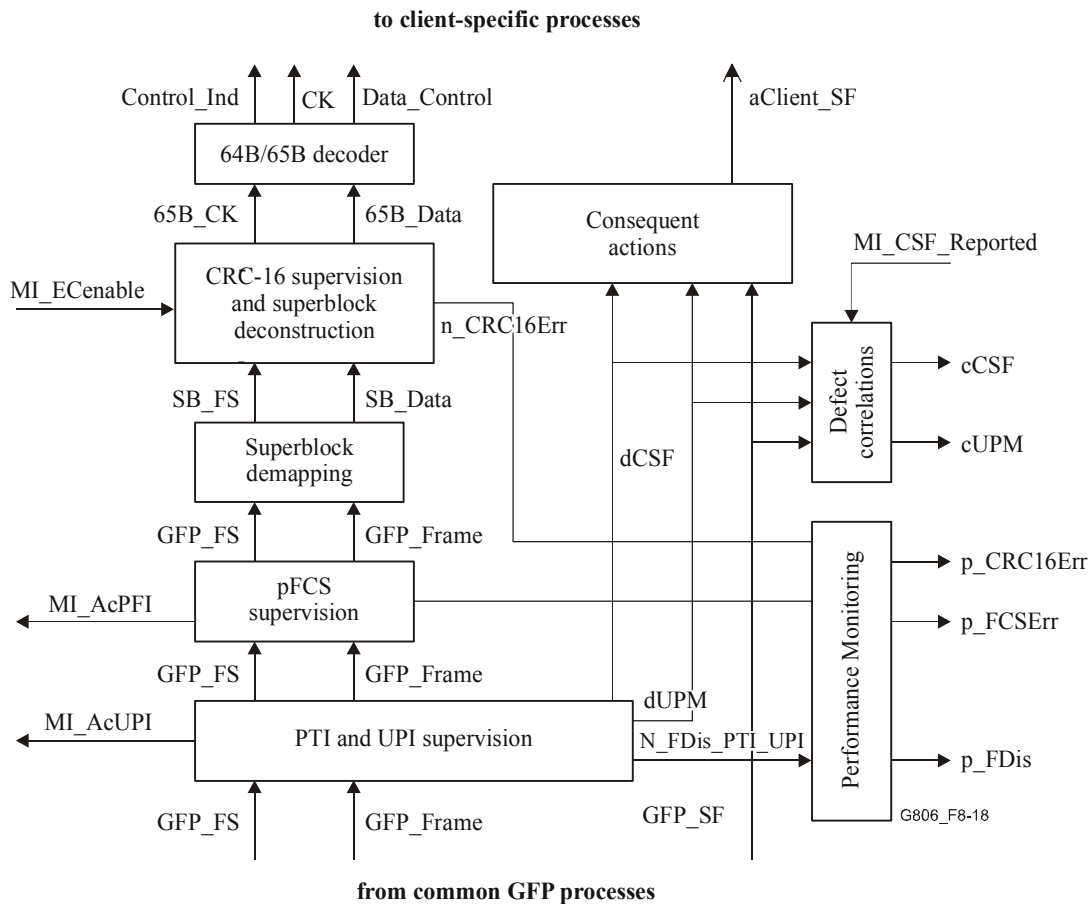 to client-specific processes
Control_Ind
CK
Data_Control
aClient_SF
64B/65B decoder
65B_CK
65B_Data
Consequent
actions
MI_CSF_Reported
MI_ECenable
CRC-16 supervision
and superblock
deconstruction
n_CRC16Err
Defect
correlations
cCSF
cUPM
SB_FS
SB_Data
Superblock
demapping
dCSF
GFP_FS
GFP_Frame
MI_AcPFI
pFCS
supervision
Performance Monitoring
p_CRC16Err
p_FCSErr
GFP_FS
GFP_Frame
dUPM
MI_AcUPI
PTI and UPI supervision
N_FDis_PTI_UPI
p_FDis
GFP_FS
GFP_Frame
GFP_SF
G806_F8-18
from common GFP processes